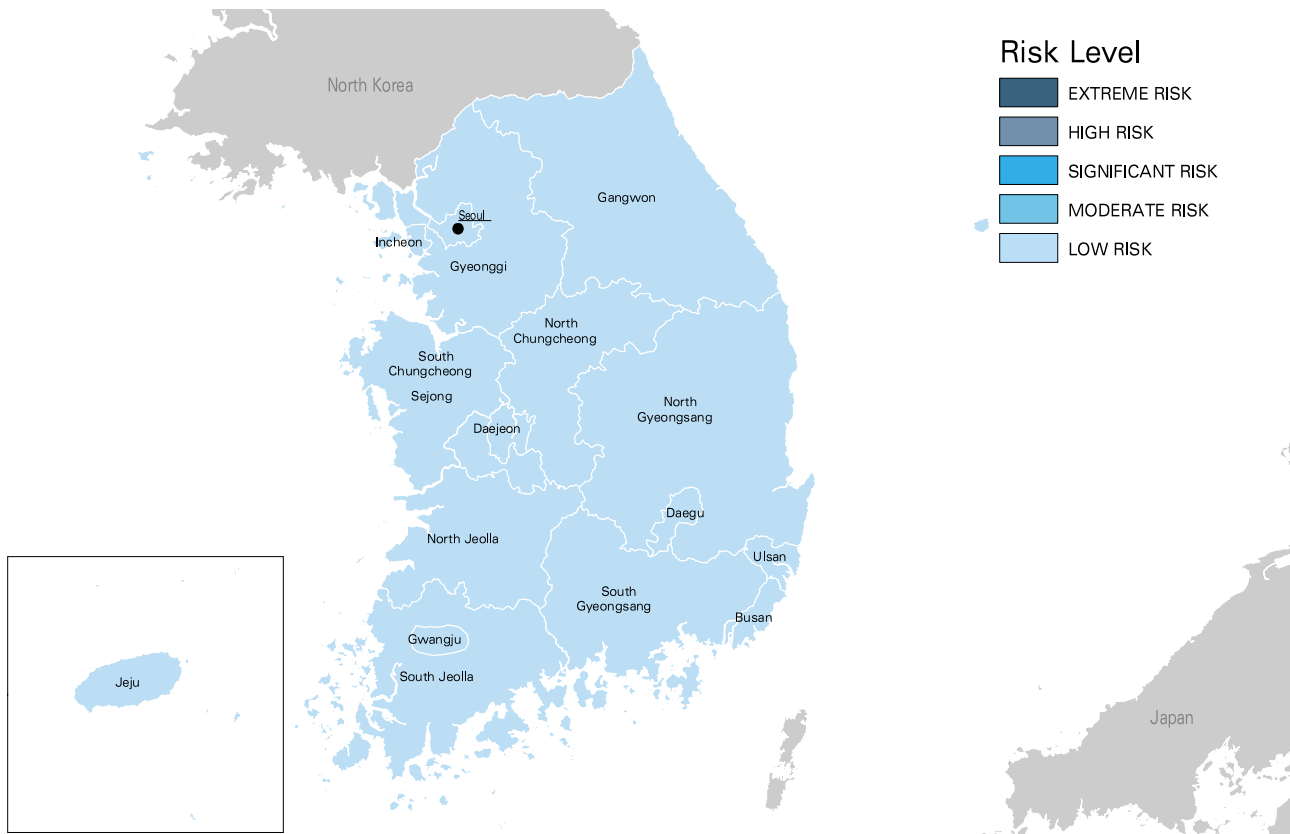 North Korea
Risk Level
EXTREME RISK
HIGH RISK
SIGNIFICANT RISK
MODERATE RISK
LOW RISK
Gangwon
Seoul
Incheon
Gyeonggi
North
Chungcheong
South
Chungcheong
Sejong
North
Gyeongsang
Daejeon
Daegu
North Jeolla
Ulsan
South
Gyeongsang
Busan
Gwangju
South Jeolla
Jeju
Japan